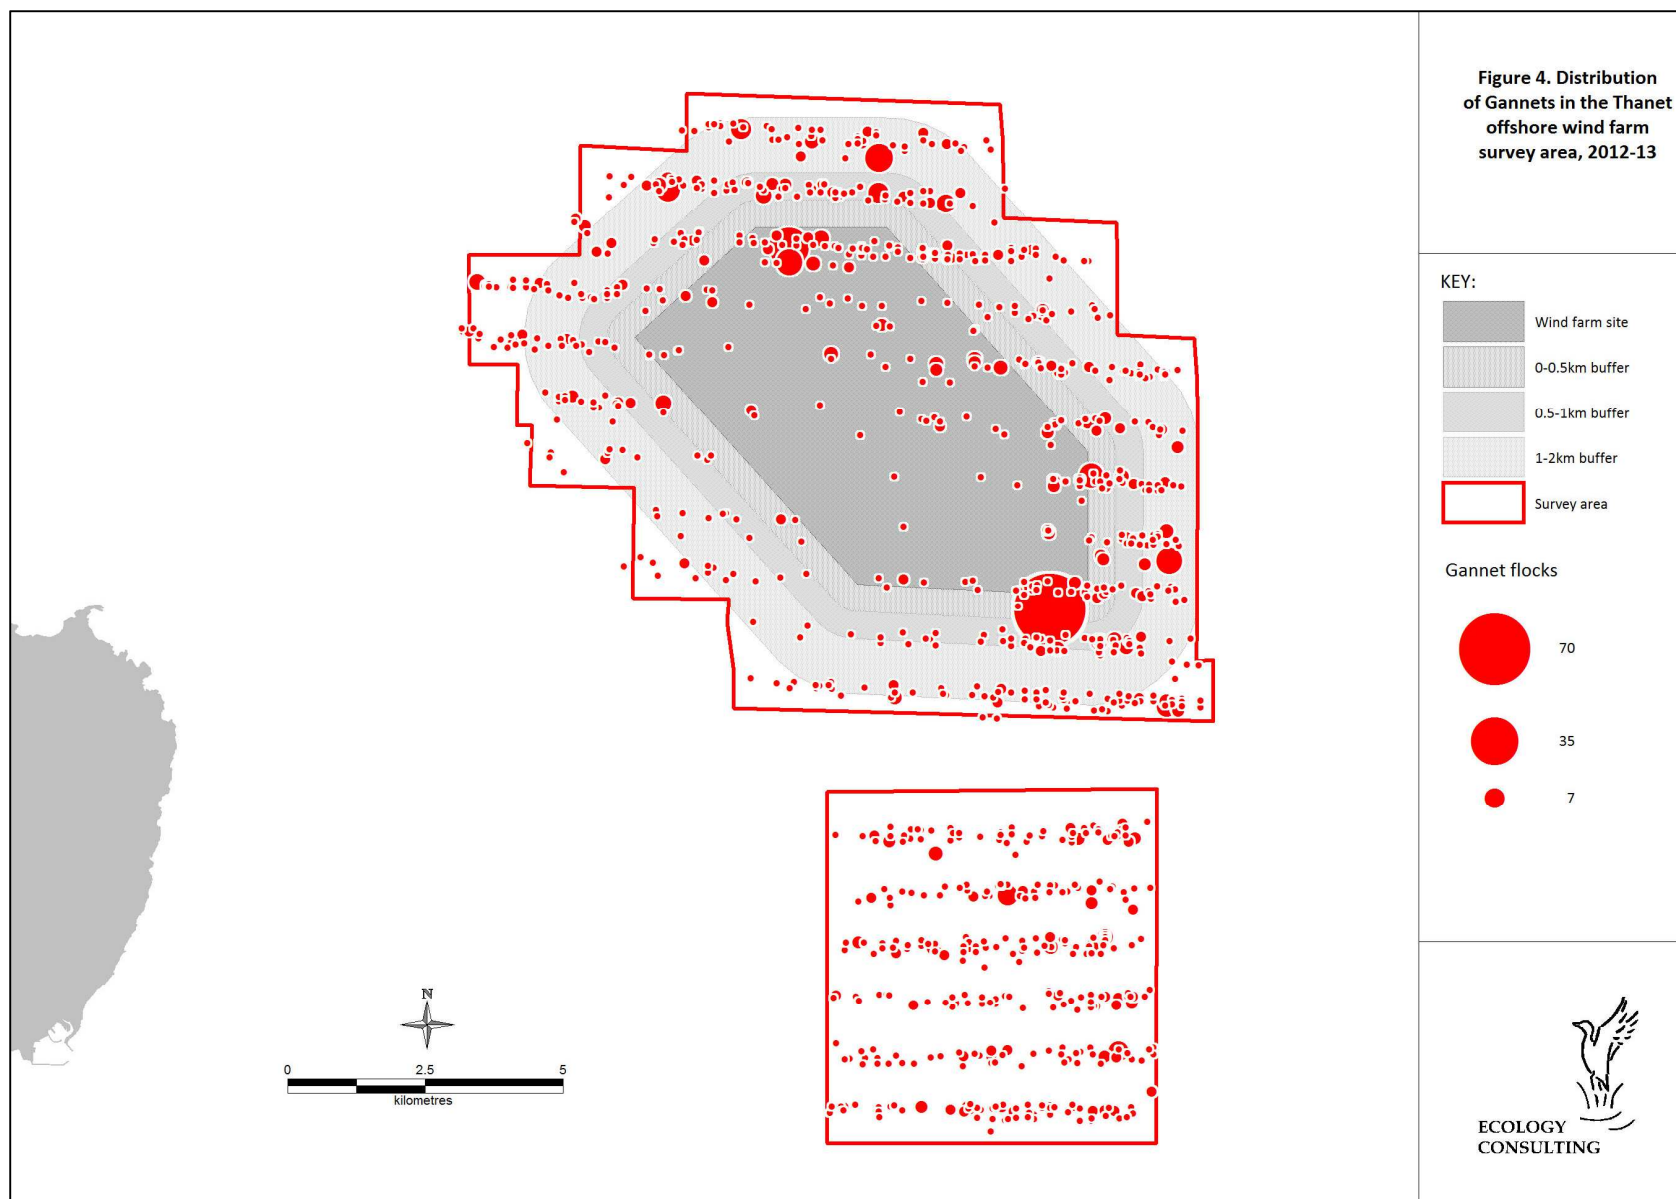 Figure 4. Distribution
of Gannets in the Thanet
offshore wind farm
survey area, 2012-13
KEY:
Wind farm site
0-0.5km buffer
0.5-1km buffer
1-2km buffer
Survey area
Gannet flocks
70
35
7
N
0 2.5 5
kilometres
ECOLOGY
CONSULTING